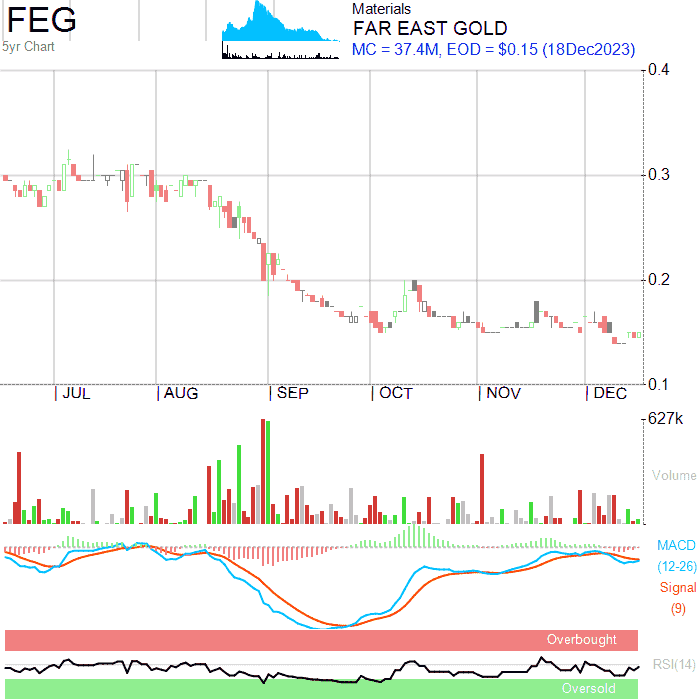 FEG
5yr Chart
Materials
FAR EAST GOLD
MC = 37.4M, EOD = $0.15 (18Dec2023)
0.4
0.3
0.2
0.1
JUL AUG SEP OCT NOV DEC
627k
Volume
MACD
(12-26)
Signal
(9)
Overbought
RSI(14)
Oversold